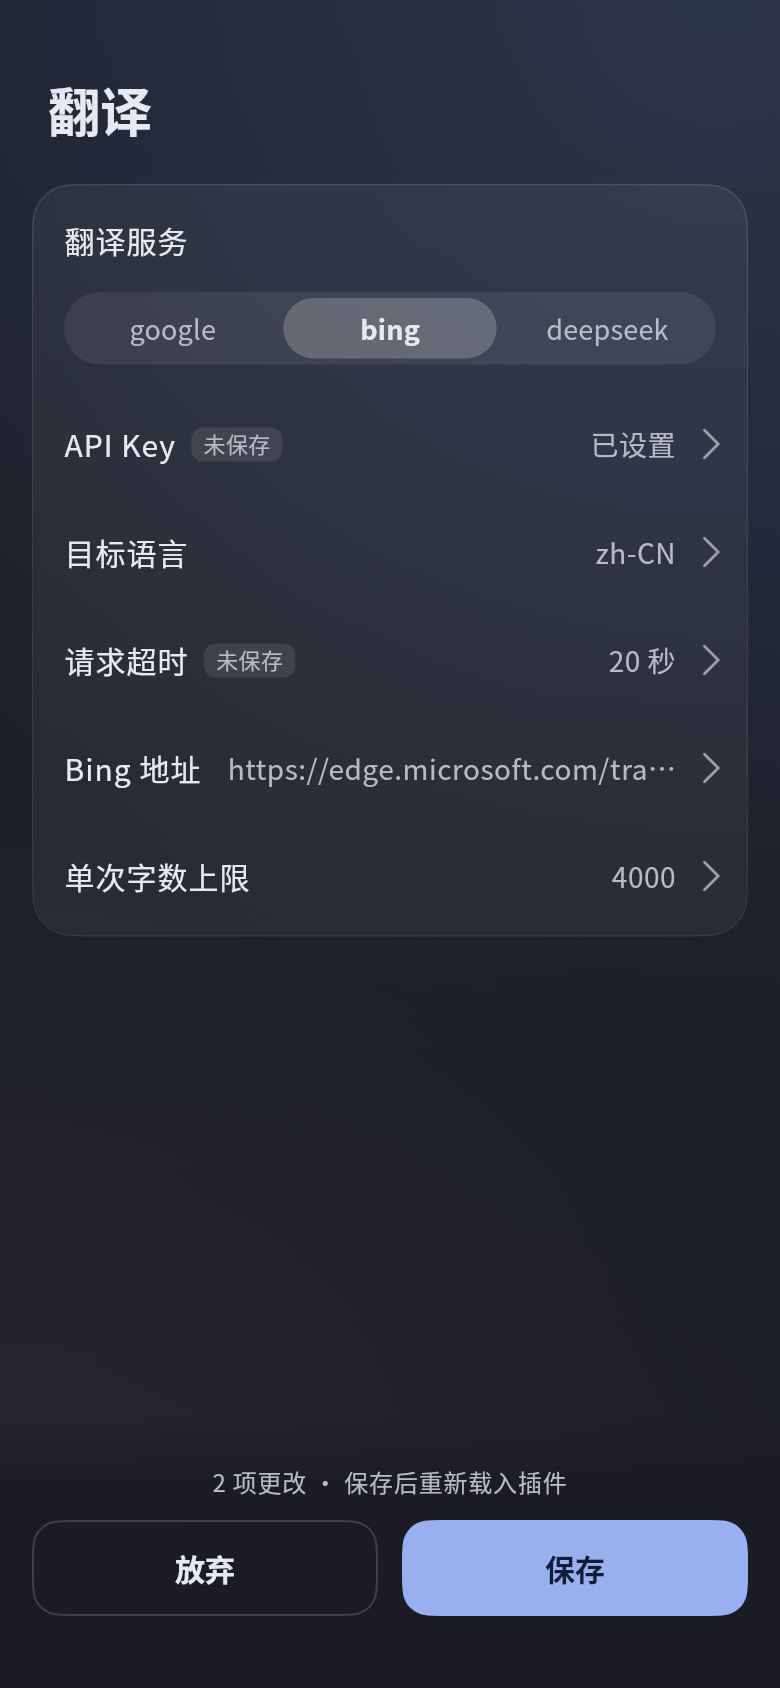 翻译
翻译服务
google bing deepseek
API Key 未保存 已设置
目标语言 zh-CN
请求超时 未保存 20 秒
Bing 地址 https://edge.microsoft.com/tra···
单次字数上限 4000
2 项更改 · 保存后重新载入插件
放弃 保存